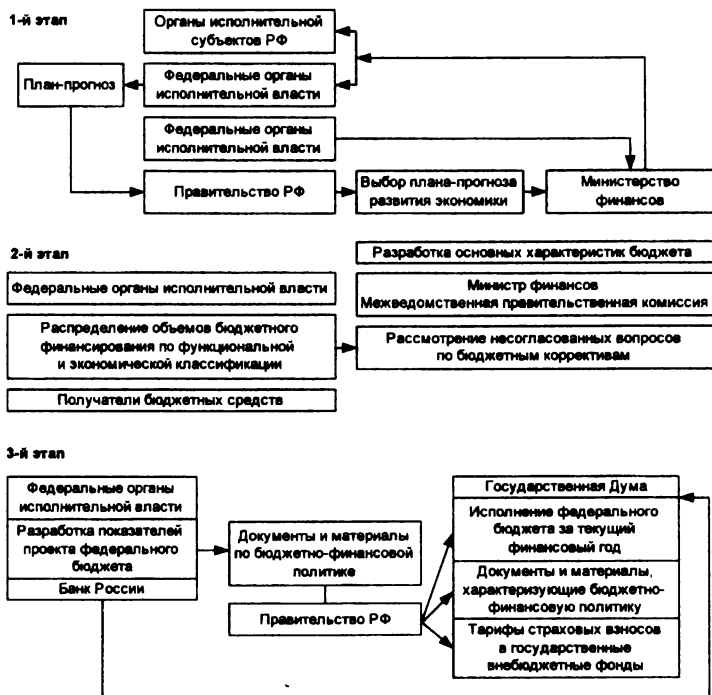 1-й этап
Органы исполнительной
субъектов РФ
План-прогноз
Федеральные органы
исполнительной власти
Федеральные органы
исполнительной власти
Правительство РФ
Выбор плана-прогноза
развития экономики
Министерство
финансов
2-й этап
Разработка основных характеристик бюджета
Федеральные органы исполнительной власти
Министр финансов
Межведомственная правительственная комиссия
Распределение объемов бюджетного
финансирования по функциональной
и экономической классификации
Рассмотрение несогласованных вопросов
по бюджетным коррективам
Получатели бюджетных средств
3-й этап
Федеральные органы
исполнительной власти
Разработка показателей
проекта федерального
бюджета
Банк России
Документы и материалы
по бюджетно-финансовой
политике
Правительство РФ
Государственная Дума
Исполнение федерального
бюджета за текущий
финансовый год
Документы и материалы,
характеризующие бюджетно-
финансовую политику
Тарифы страховых взносов
в государственные
внебюджетные фонды